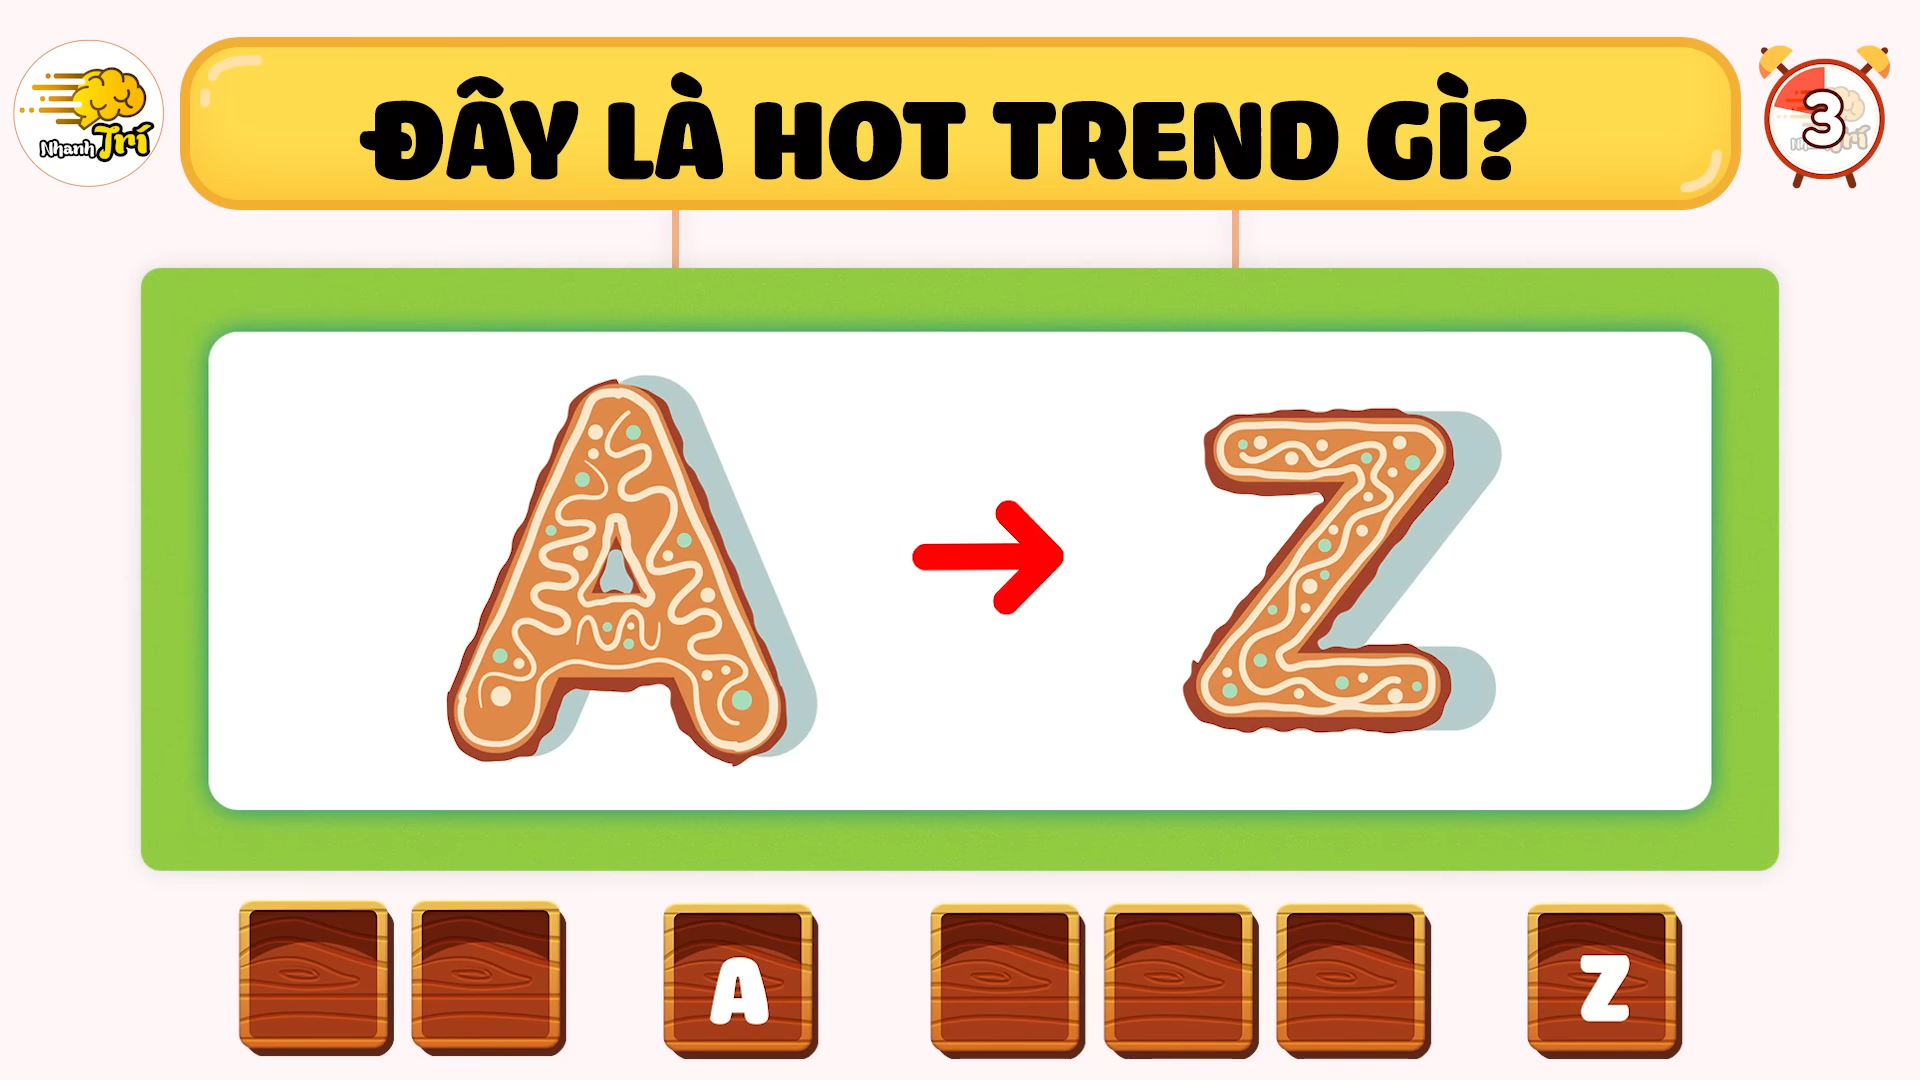 Nhanh Trí
ĐÂY LÀ HOT TREND GÌ?
3
A Z
A Z